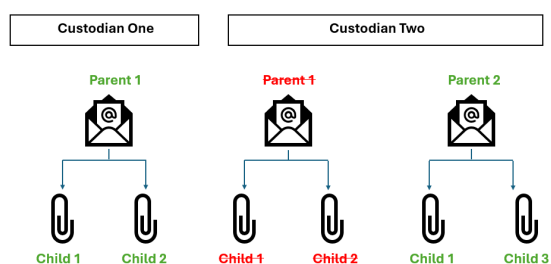 Custodian One
Custodian Two
Parent 1
Parent 1
Parent 2
@
@
@
Child 1
Child 2
Child 1
Child 2
Child 1
Child 3